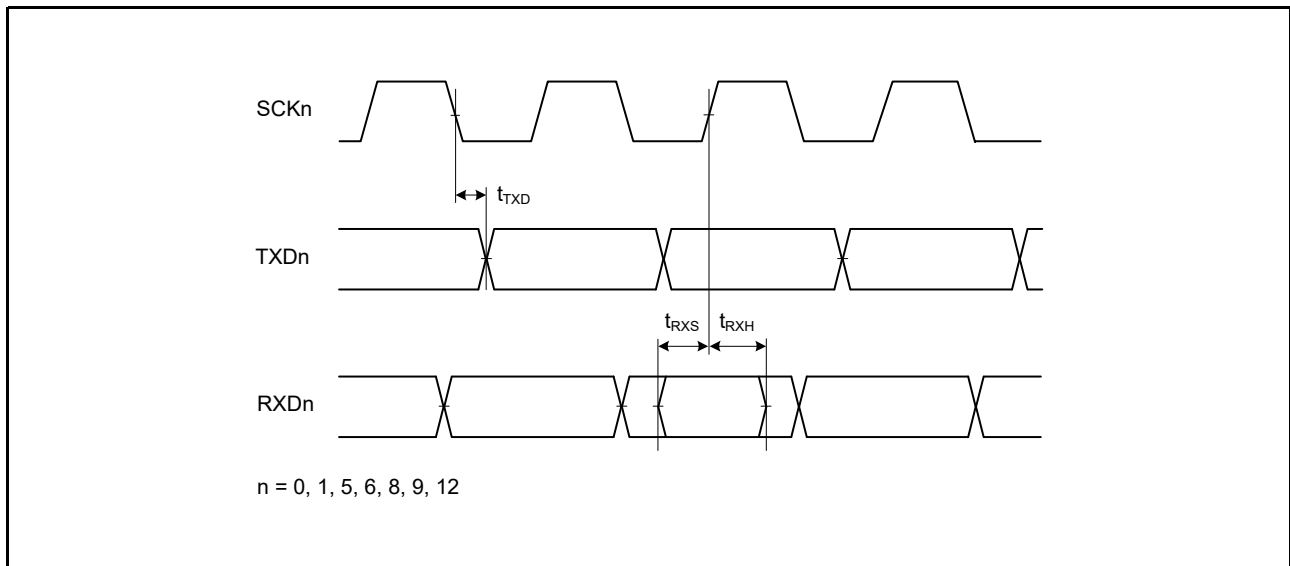 SCKn
tTXD
TXDn
tRXS tRXH
RXDn
n = 0, 1, 5, 6, 8, 9, 12